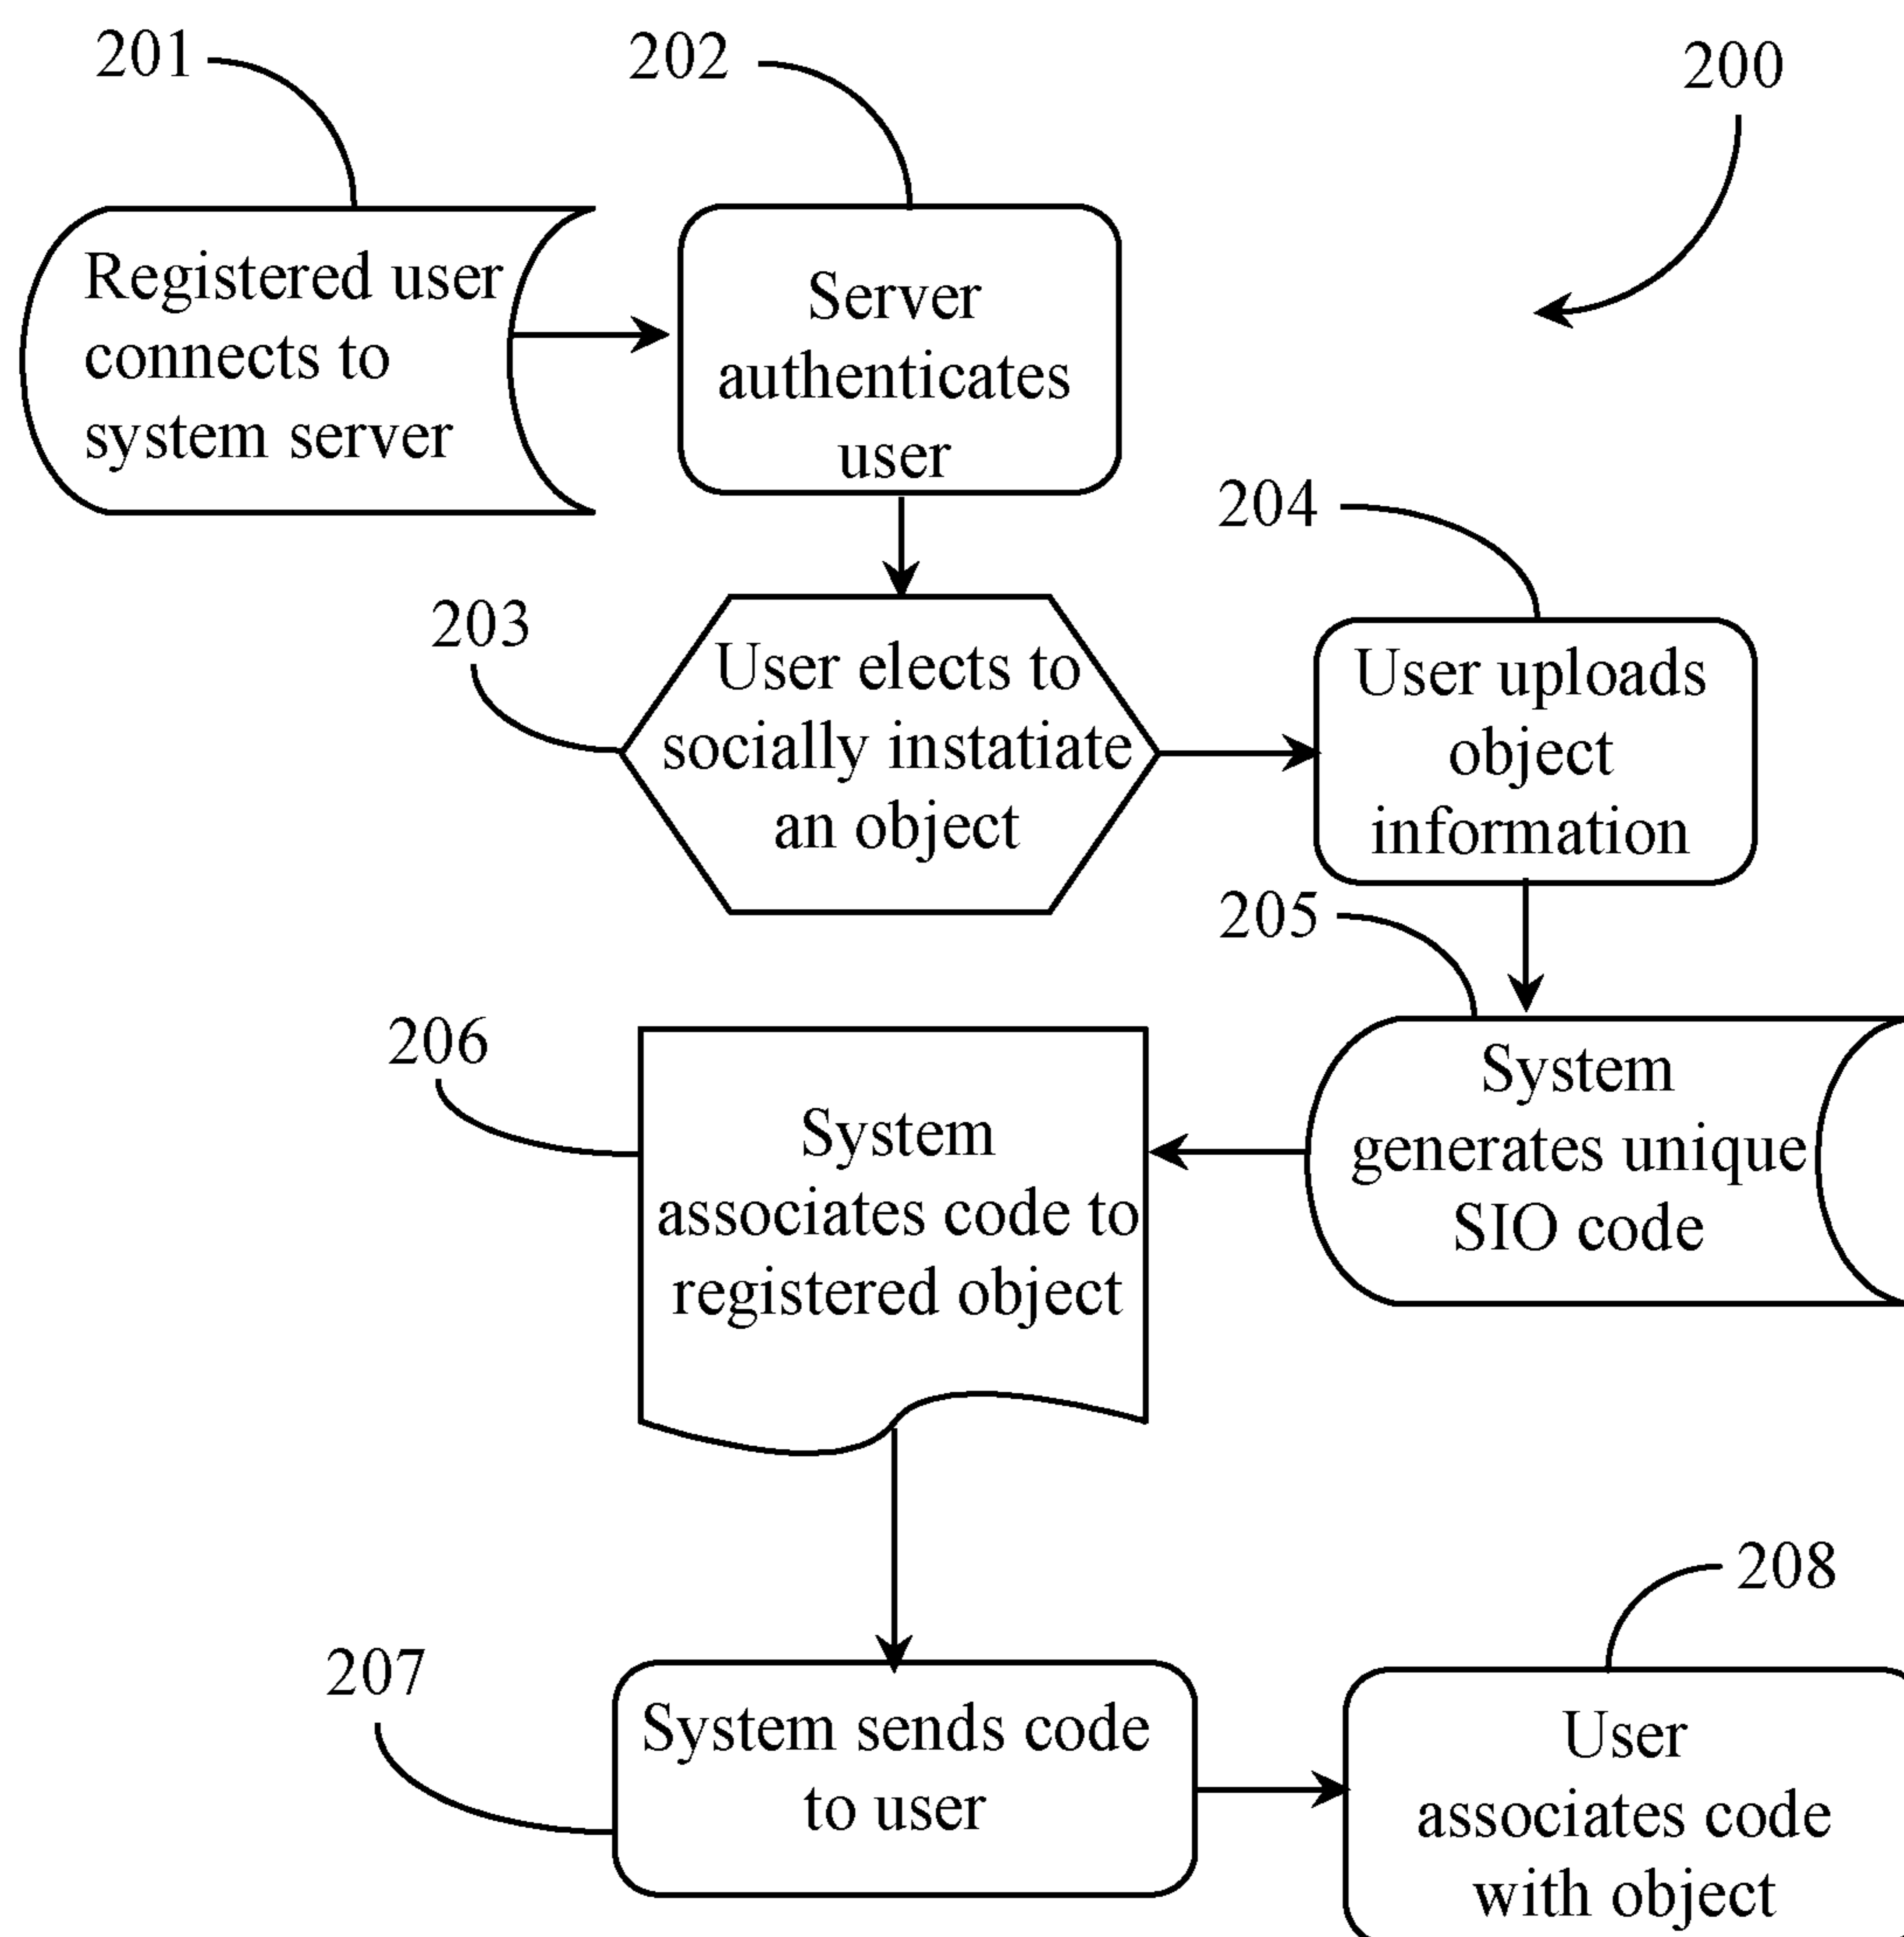 201
202
200
Registered user
connects to
system server
Server
authenticates
user
203
User elects to
socially instatiate
an object
204
User uploads
object
information
205
System
generates unique
SIO code
206
System
associates code to
registered object
207
System sends code
to user
208
User
associates code
with object